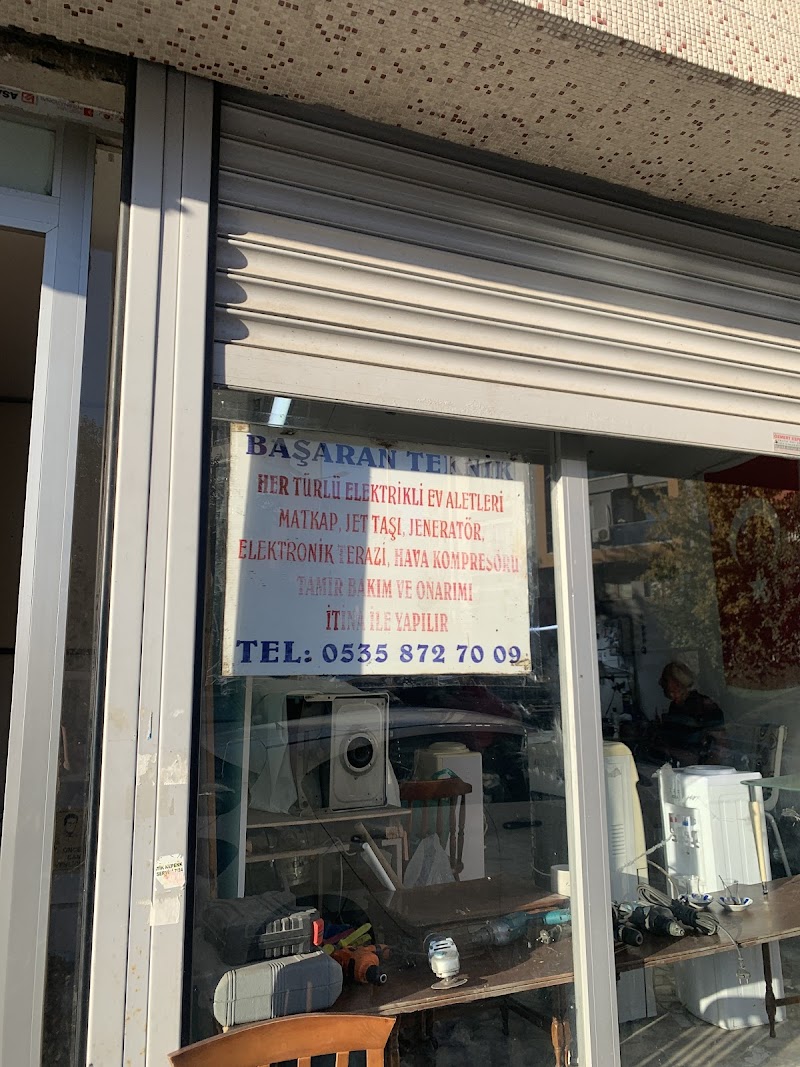 BAŞARAN TEKNİK
HER TÜRLÜ ELEKTRİKLİ EV ALETLERİ
MATKAP, JET TAŞI, JENERATÖR,
ELEKTRONİK TERAZİ, HAVA KOMPRESÖRÜ
TAMİR BAKIM VE ONARIMI
İTİNA İLE YAPILIR
TEL: 0535 872 70 09